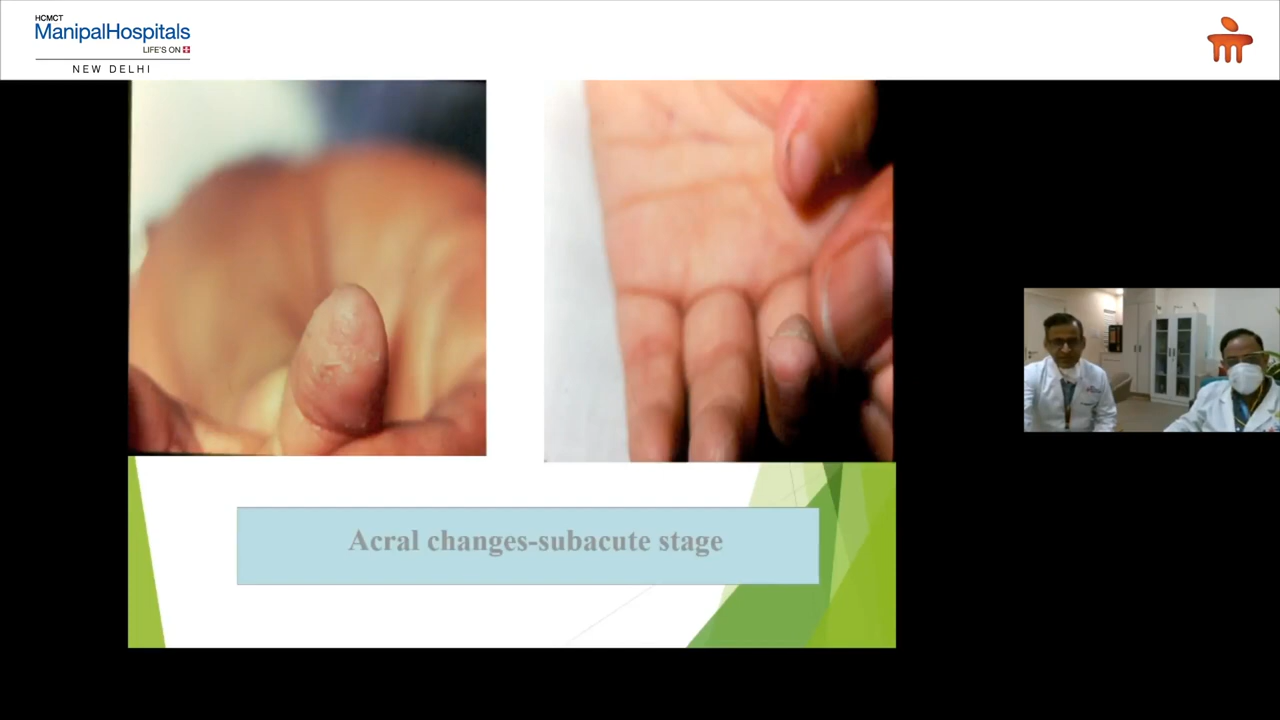 HCMCT
ManipalHospitals
LIFE'S ON
NEW DELHI
Acral changes-subacute stage